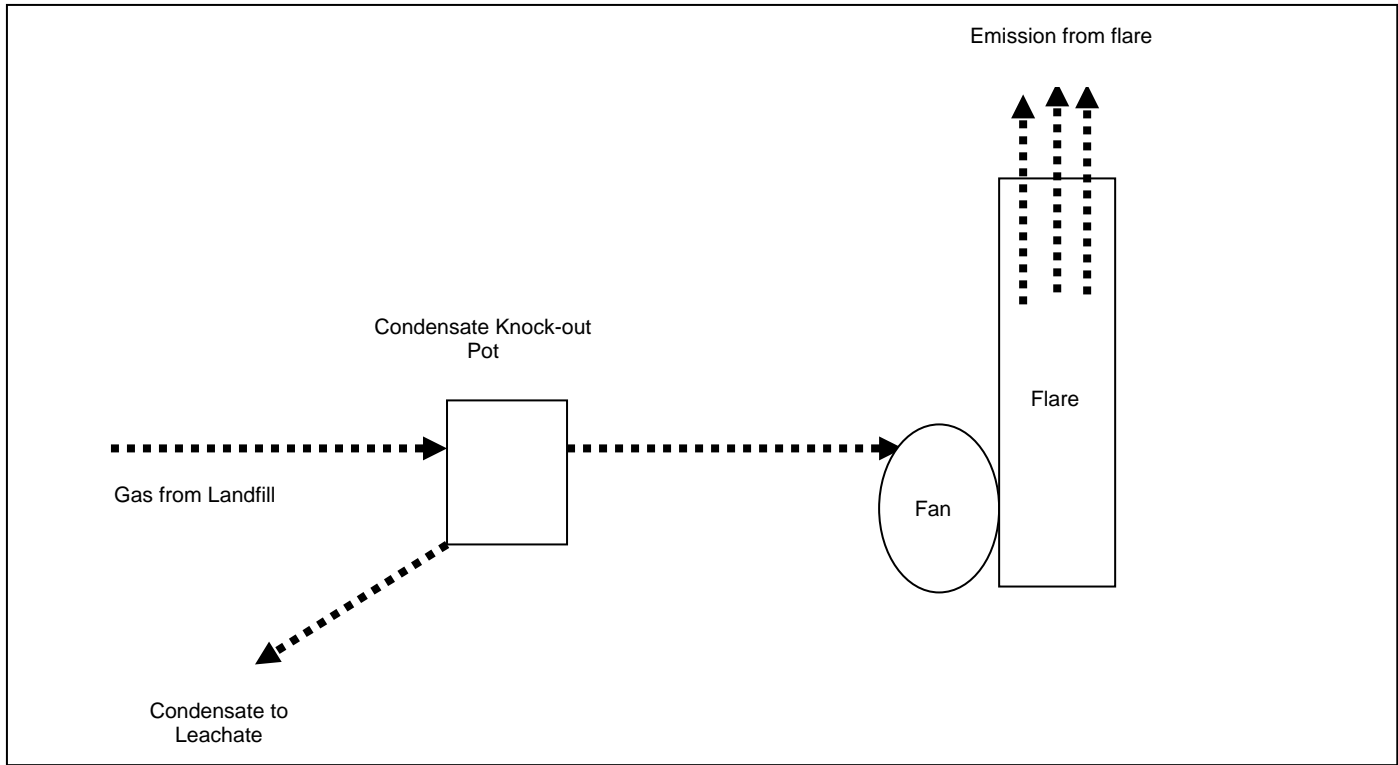 Emission from flare
Condensate Knock-out
Pot
Flare
Gas from Landfill
Fan
Condensate to
Leachate